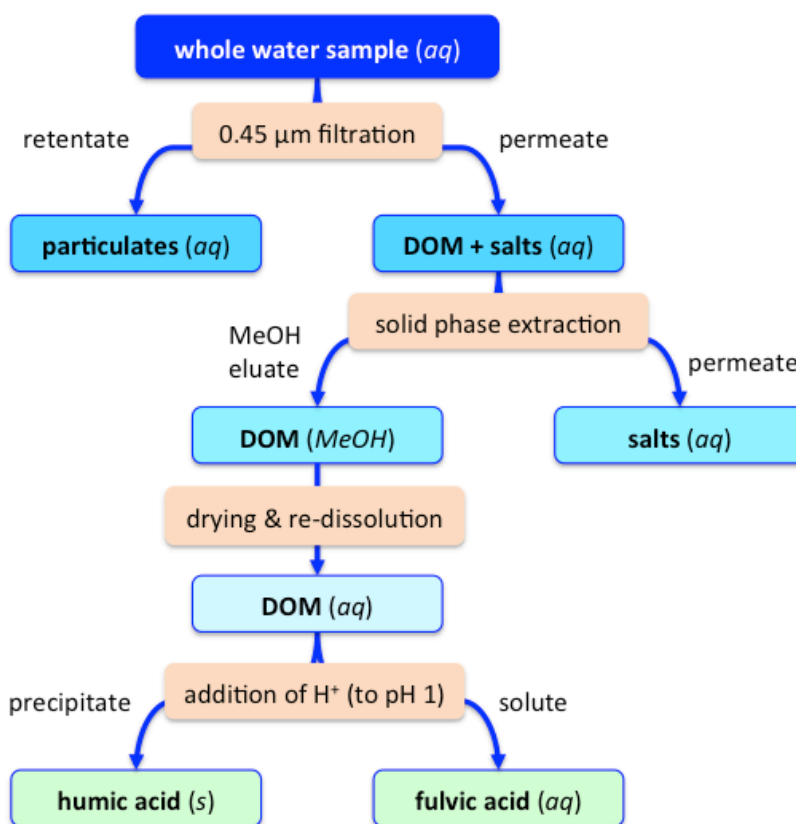 whole water sample (aq)
0.45 µm filtration
retentate
permeate
particulates (aq)
DOM + salts (aq)
solid phase extraction
MeOH
eluate
permeate
DOM (MeOH)
salts (aq)
drying & re-dissolution
DOM (aq)
addition of H⁺ (to pH 1)
precipitate
solute
humic acid (s)
fulvic acid (aq)